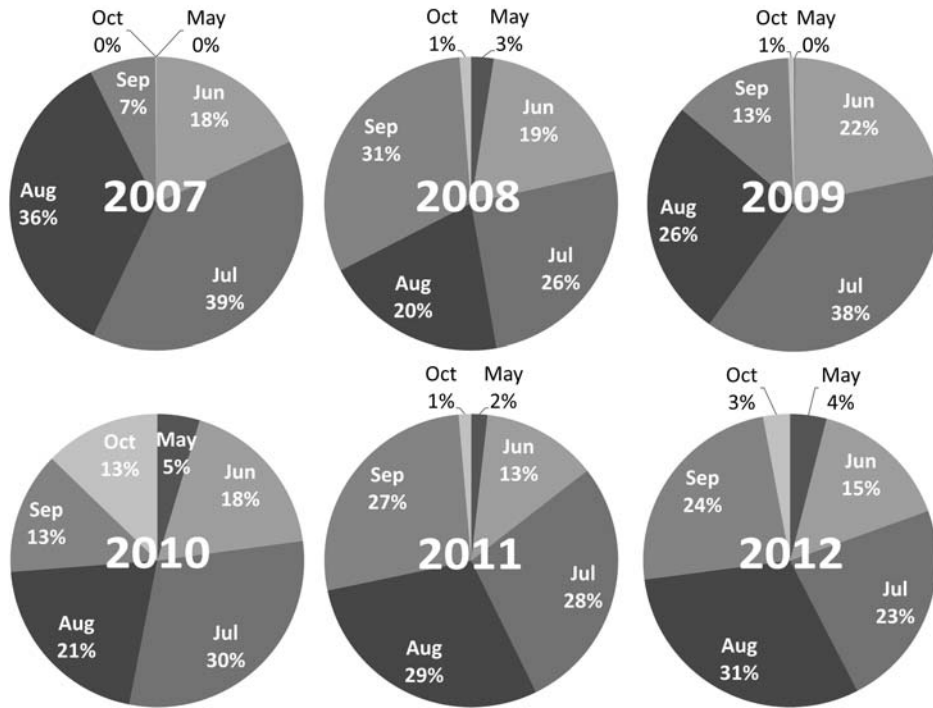 Oct
0%
May
0%
Jun
18%
Jul
39%
Aug
36%
Sep
7%
2007
Oct
1%
May
3%
Jun
19%
Jul
26%
Aug
20%
Sep
31%
2008
Oct
1%
May
0%
Jun
22%
Jul
38%
Aug
26%
Sep
13%
2009
Oct
13%
May
5%
Jun
18%
Jul
30%
Aug
21%
Sep
13%
2010
Oct
1%
May
2%
Jun
13%
Jul
28%
Aug
29%
Sep
27%
2011
Oct
3%
May
4%
Jun
15%
Jul
23%
Aug
31%
Sep
24%
2012